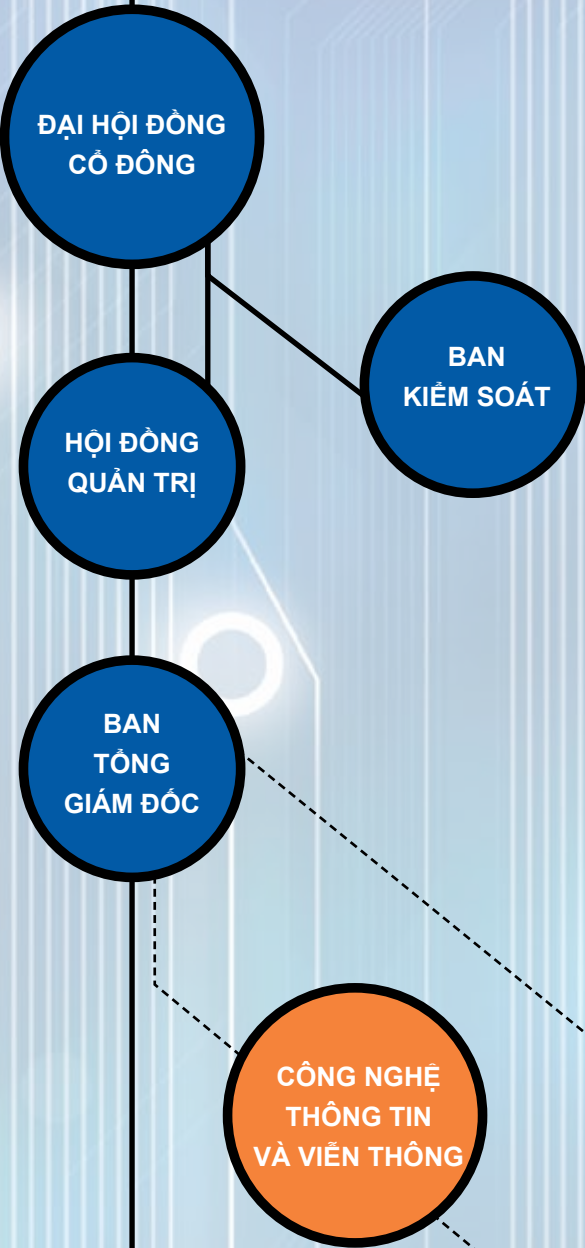 ĐẠI HỘI ĐỒNG
CỔ ĐÔNG
BAN
KIỂM SOÁT
HỘI ĐỒNG
QUẢN TRỊ
BAN
TỔNG
GIÁM ĐỐC
CÔNG NGHỆ
THÔNG TIN
VÀ VIỄN THÔNG